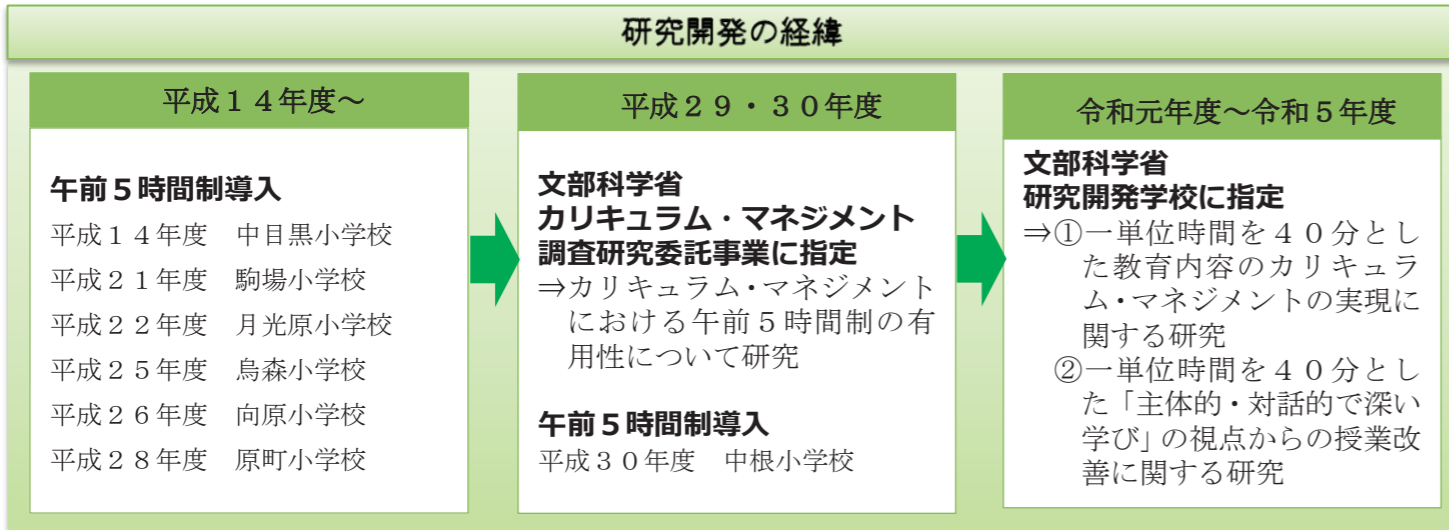 研究開発の経緯
平成１４年度～
午前５時間制導入
平成１４年度　中目黒小学校
平成２１年度　駒場小学校
平成２２年度　月光原小学校
平成２５年度　烏森小学校
平成２６年度　向原小学校
平成２８年度　原町小学校
平成２９・３０年度
文部科学省
カリキュラム・マネジメント
調査研究委託事業に指定
⇒カリキュラム・マネジメント
における午前５時間制の有
用性について研究
午前５時間制導入
平成３０年度　中根小学校
令和元年度～令和５年度
文部科学省
研究開発学校に指定
⇒①一単位時間を４０分とし
た教育内容のカリキュラ
ム・マネジメントの実現に
関する研究
②一単位時間を４０分とし
た「主体的・対話的で深い
学び」の視点からの授業改
善に関する研究